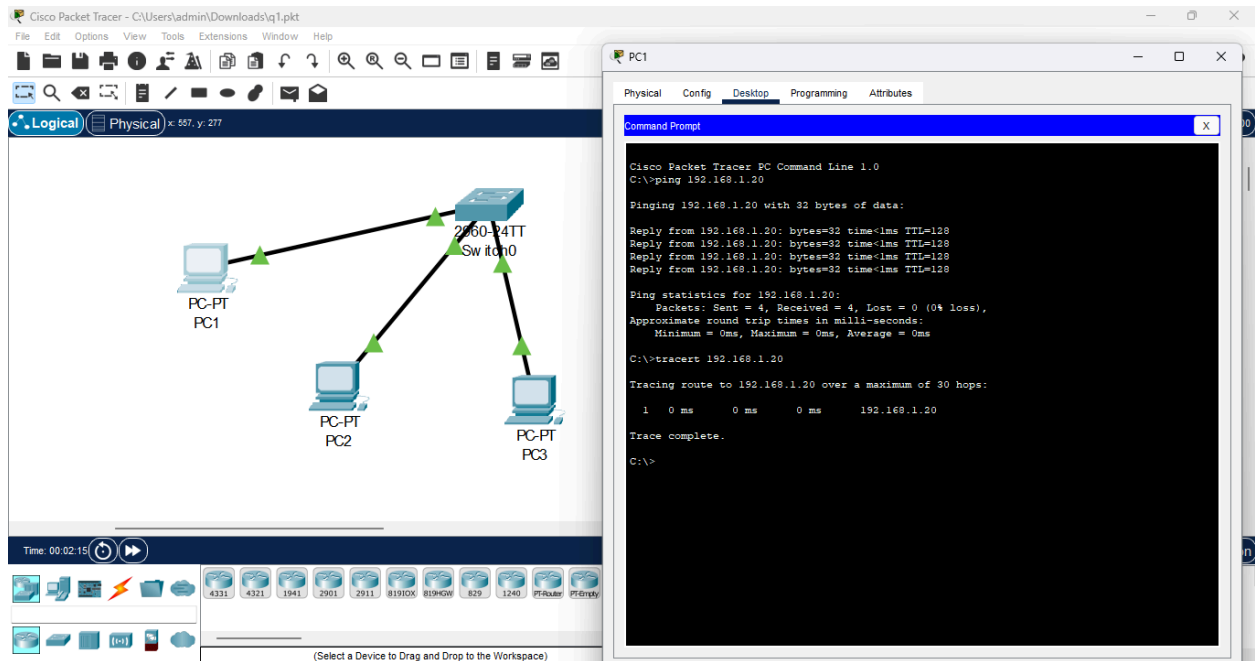 Cisco Packet Tracer - C:\Users\admin\Downloads\q1.pkt
File Edit Options View Tools Extensions Window Help
Logical Physical x: 557, y: 277
2960-24TT
Switch0
PC-PT
PC1
PC-PT
PC2
PC-PT
PC3
Time: 00:02:15
4331 4321 1941 2901 2911 819IOX 819HGW 829 1240 PT-Router PT-Empty
(Select a Device to Drag and Drop to the Workspace)
PC1
Physical Config Desktop Programming Attributes
Command Prompt X
Cisco Packet Tracer PC Command Line 1.0
C:\>ping 192.168.1.20
Pinging 192.168.1.20 with 32 bytes of data:
Reply from 192.168.1.20: bytes=32 time<1ms TTL=128
Reply from 192.168.1.20: bytes=32 time<1ms TTL=128
Reply from 192.168.1.20: bytes=32 time<1ms TTL=128
Reply from 192.168.1.20: bytes=32 time<1ms TTL=128
Ping statistics for 192.168.1.20:
Packets: Sent = 4, Received = 4, Lost = 0 (0% loss),
Approximate round trip times in milli-seconds:
Minimum = 0ms, Maximum = 0ms, Average = 0ms
C:\>tracert 192.168.1.20
Tracing route to 192.168.1.20 over a maximum of 30 hops:
1 0 ms 0 ms 0 ms 192.168.1.20
Trace complete.
C:\>